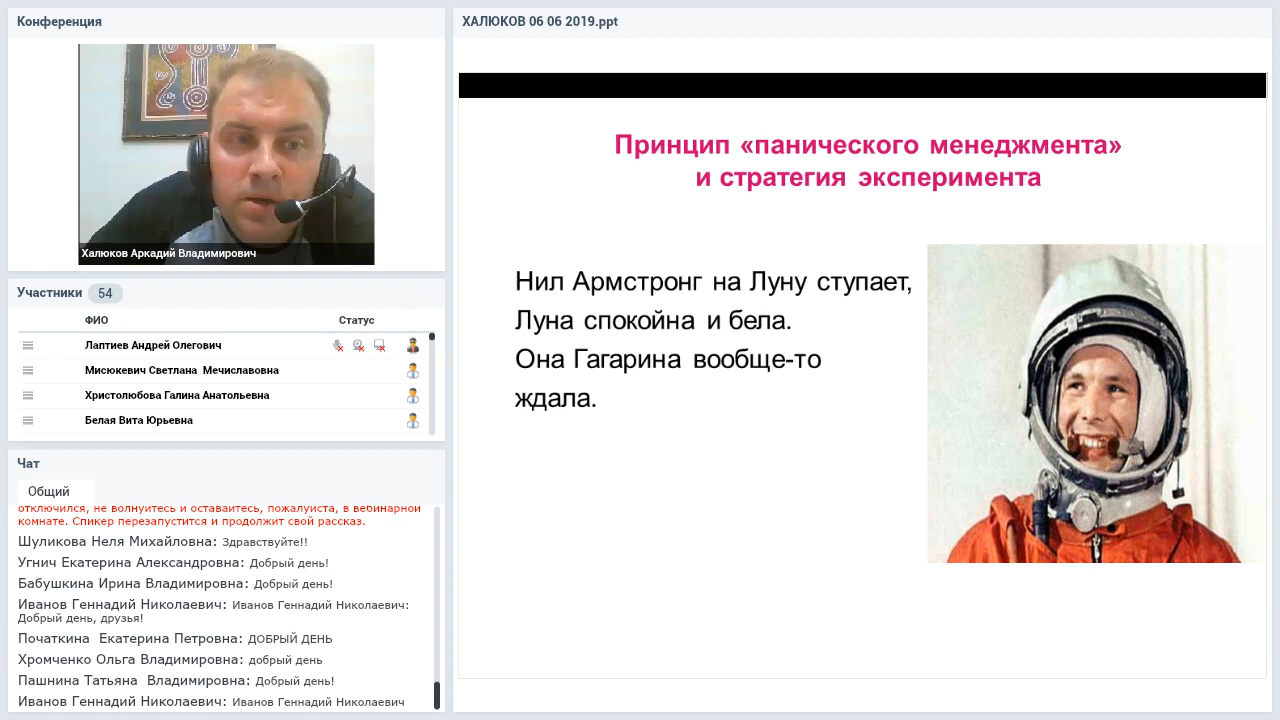 Конференция
Халюков Аркадий Владимирович
Участники 54
ФИО Статус
Лаптиев Андрей Олегович
Мисюкевич Светлана Мечиславовна
Христолюбова Галина Анатольевна
Белая Вита Юрьевна
Чат
Общий
отключился, не волнуйтесь и оставайтесь, пожалуйста, в вебинарной
комнате. Спикер перезапустится и продолжит свой рассказ.
Шуликова Неля Михайловна: Здравствуйте!!
Угнич Екатерина Александровна: Добрый день!
Бабушкина Ирина Владимировна: Добрый день!
Иванов Геннадий Николаевич: Иванов Геннадий Николаевич:
Добрый день, друзья!
Початкина Екатерина Петровна: ДОБРЫЙ ДЕНЬ
Хромченко Ольга Владимировна: добрый день
Пашнина Татьяна Владимировна: Добрый день!
Иванов Геннадий Николаевич: Иванов Геннадий Николаевич
ХАЛЮКОВ 06 06 2019.ppt
Принцип «панического менеджмента»
и стратегия эксперимента
Нил Армстронг на Луну ступает,
Луна спокойна и бела.
Она Гагарина вообще-то
ждала.